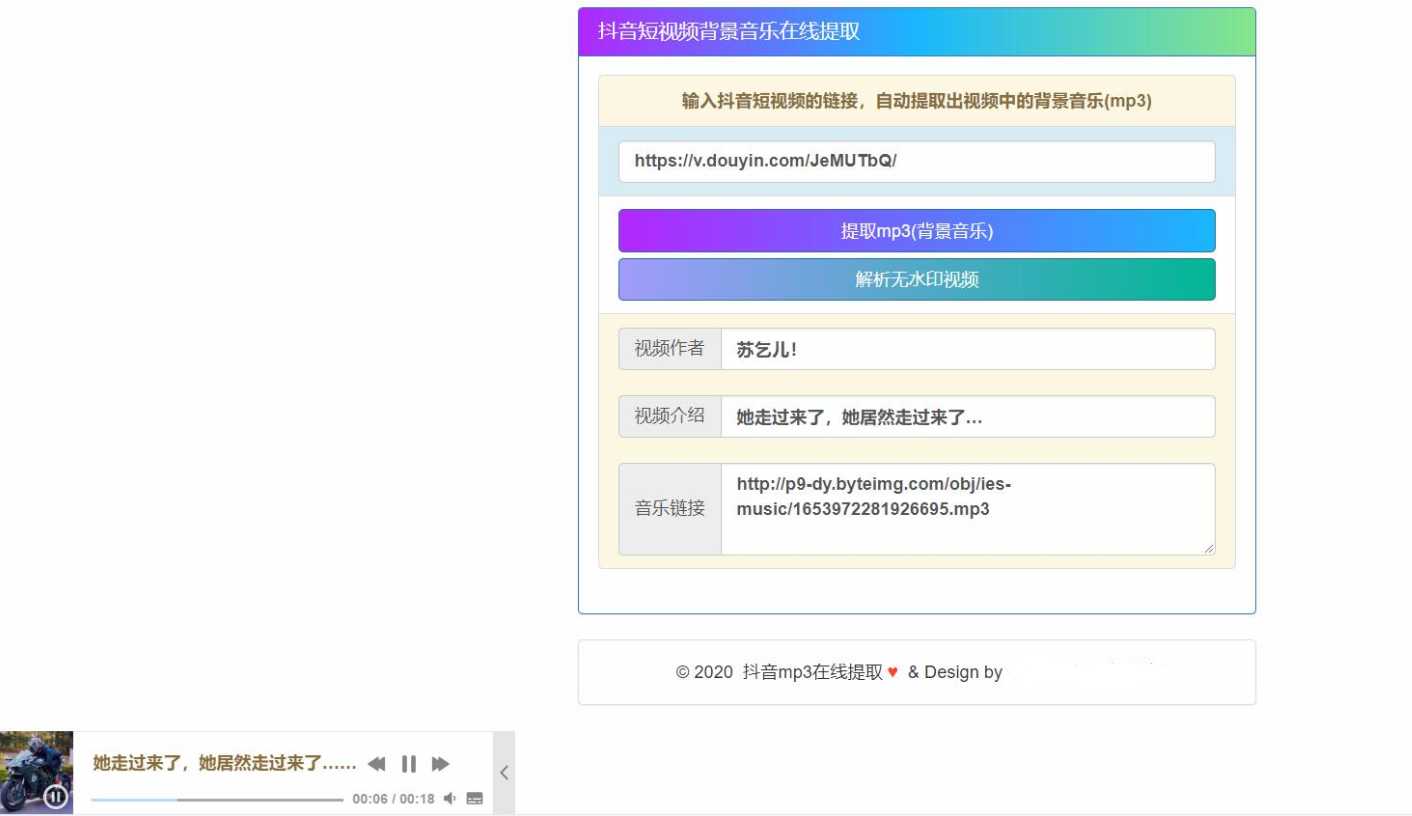 抖音短视频背景音乐在线提取
输入抖音短视频的链接，自动提取出视频中的背景音乐(mp3)
https://v.douyin.com/JeMUTbQ/
提取mp3(背景音乐)
解析无水印视频
视频作者 苏乞儿！
视频介绍 她走过来了，她居然走过来了...
音乐链接 http://p9-dy.byteimg.com/obj/ies-
music/1653972281926695.mp3
© 2020 抖音mp3在线提取♥ & Design by
她走过来了，她居然走过来了......
00:06 / 00:18